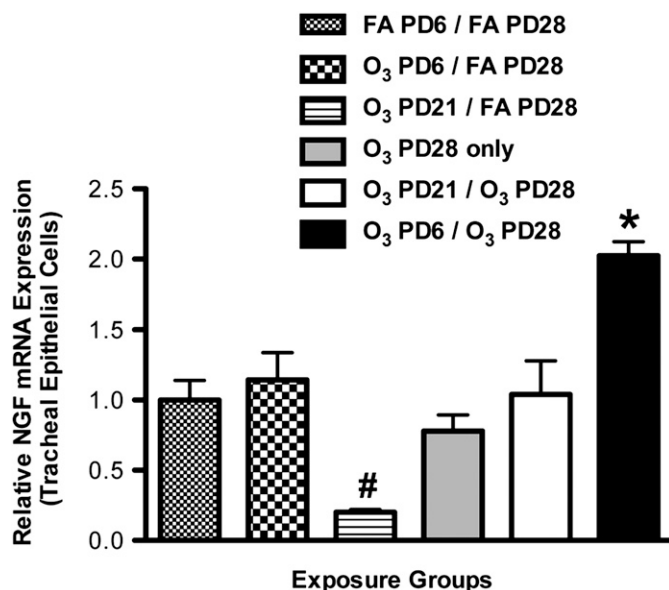 FA PD6 / FA PD28
O₃ PD6 / FA PD28
O₃ PD21 / FA PD28
O₃ PD28 only
O₃ PD21 / O₃ PD28
O₃ PD6 / O₃ PD28
Relative NGF mRNA Expression
(Tracheal Epithelial Cells)
2.5
2.0
1.5
1.0
0.5
0.0
#
*
Exposure Groups